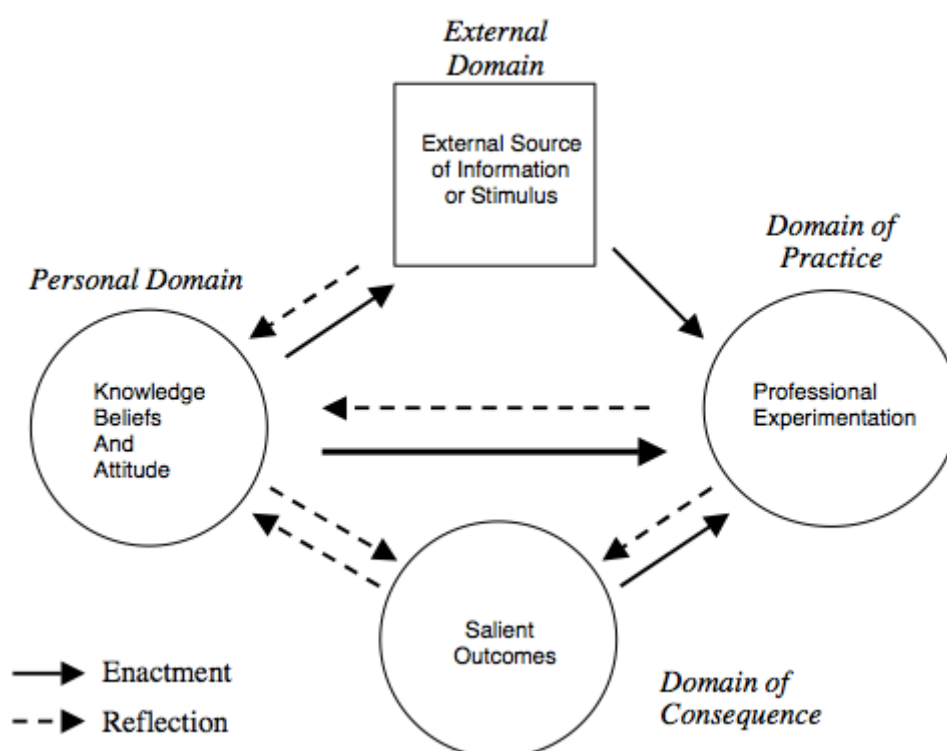 External
Domain
External Source
of Information
or Stimulus
Domain of
Practice
Personal Domain
Knowledge
Beliefs
And
Attitude
Professional
Experimentation
Salient
Outcomes
Enactment
Reflection
Domain of
Consequence